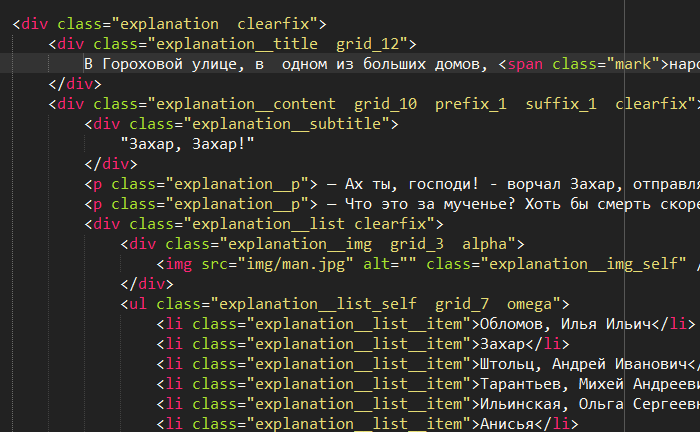 <div class="explanation  clearfix">
<div class="explanation__title  grid_12">
В Гороховой улице, в  одном из больших домов, <span class="mark">наро
</div>
<div class="explanation__content  grid_10  prefix_1  suffix_1  clearfix">
<div class="explanation__subtitle">
"Захар, Захар!"
</div>
<p class="explanation__p"> — Ах ты, господи! - ворчал Захар, отправля
<p class="explanation__p"> — Что это за мученье? Хоть бы смерть скоре
<div class="explanation__list clearfix">
<div class="explanation__img  grid_3  alpha">
<img src="img/man.jpg" alt="" class="explanation__img_self" /
</div>
<ul class="explanation__list_self  grid_7  omega">
<li class="explanation__list__item">Обломов, Илья Ильич</li>
<li class="explanation__list__item">Захар</li>
<li class="explanation__list__item">Штольц, Андрей Иванович</
<li class="explanation__list__item">Тарантьев, Михей Андрееви
<li class="explanation__list__item">Ильинская, Ольга Сергеевн
<li class="explanation__list__item">Анисья</li>